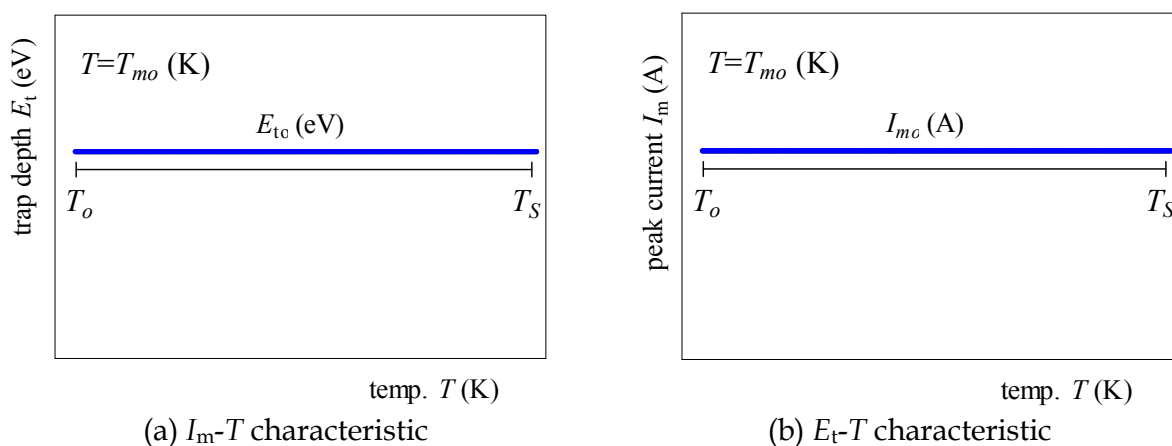 trap depth Et (eV)
T=Tmo (K)
Eto (eV)
To
TS
temp. T (K)
(a) Im-T characteristic
peak current Im (A)
T=Tmo (K)
Imo (A)
To
TS
temp. T (K)
(b) Et-T characteristic